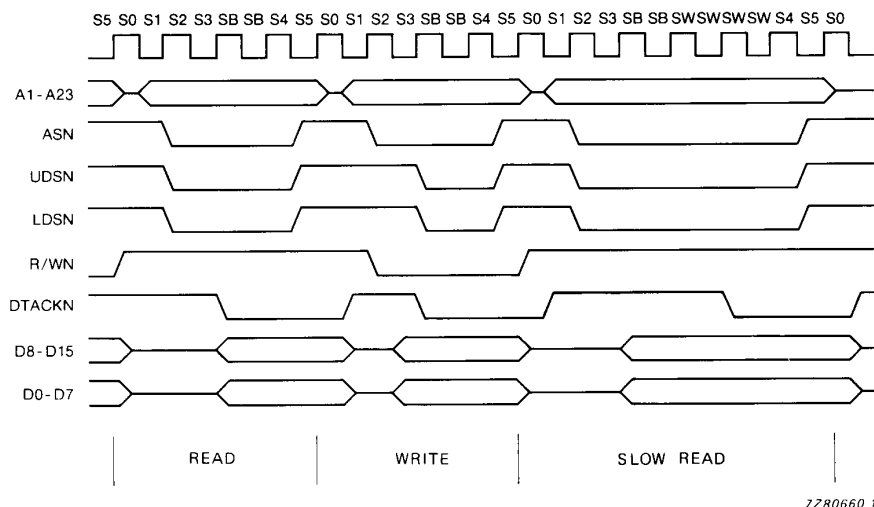 S5 S0 S1 S2 S3 SB SB S4 S5 S0 S1 S2 S3 SB SB S4 S5 S0 S1 S2 S3 SB SB SW SW SW SW S4 S5 S0
A1-A23
ASN
UDSN
LDSN
R/WN
DTACKN
D8-D15
D0-D7
READ WRITE SLOW READ